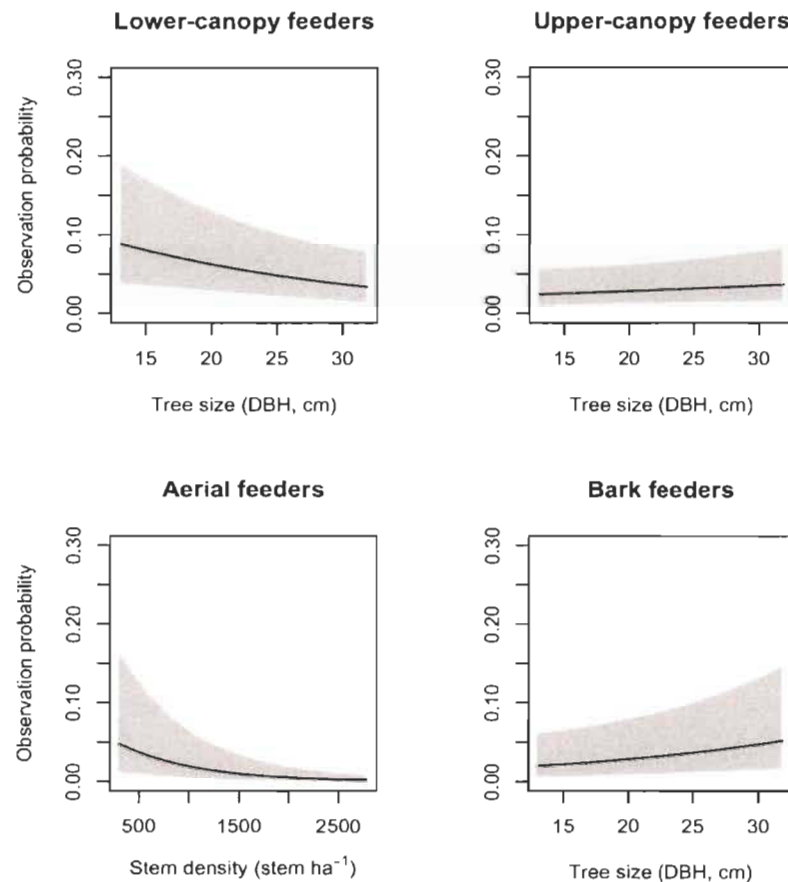 Lower-canopy feeders
0.30
0.20
0.10
0.00
Observation probability
15 20 25 30
Tree size (DBH, cm)
Upper-canopy feeders
0.30
0.20
0.10
0.00
15 20 25 30
Tree size (DBH, cm)
Aerial feeders
0.30
0.20
0.10
0.00
Observation probability
500 1500 2500
Stem density (stem ha⁻¹)
Bark feeders
0.30
0.20
0.10
0.00
15 20 25 30
Tree size (DBH, cm)